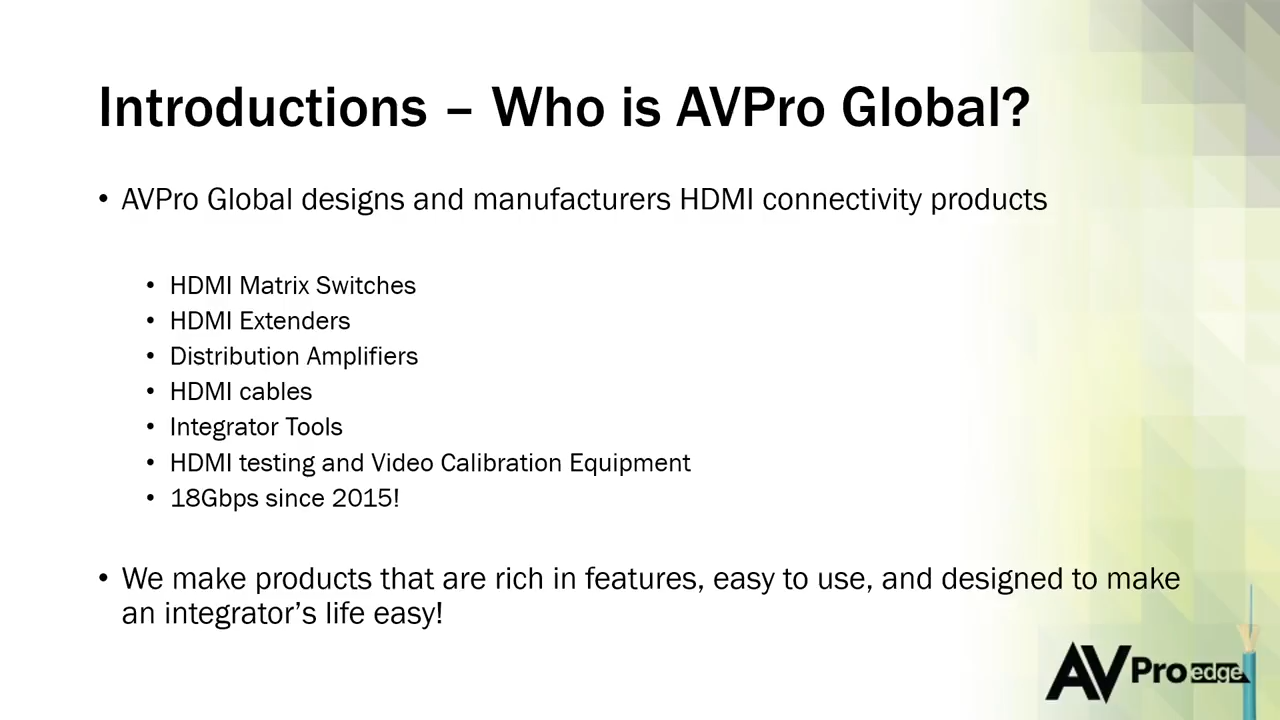 Introductions – Who is AVPro Global?
• AVPro Global designs and manufacturers HDMI connectivity products
• HDMI Matrix Switches
• HDMI Extenders
• Distribution Amplifiers
• HDMI cables
• Integrator Tools
• HDMI testing and Video Calibration Equipment
• 18Gbps since 2015!
• We make products that are rich in features, easy to use, and designed to make
an integrator’s life easy!
AVPro edge